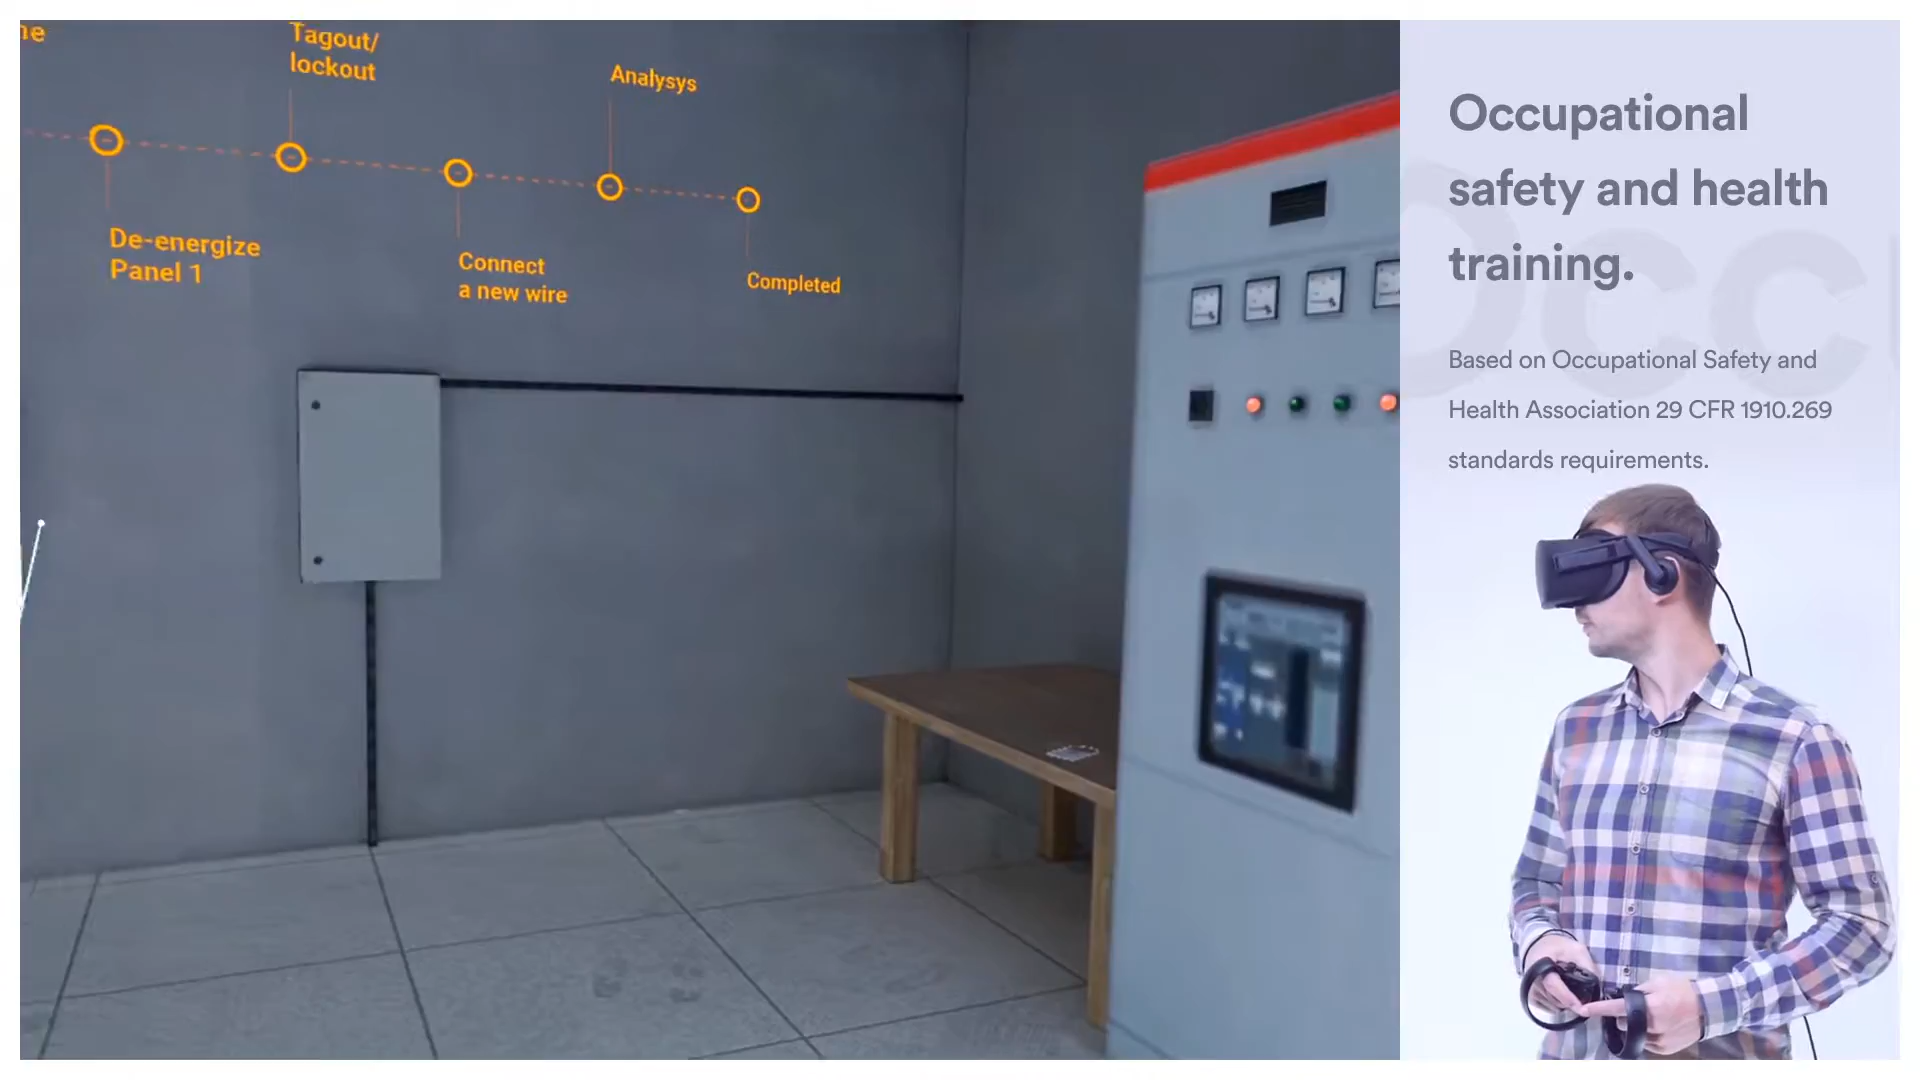 Tagout/
lockout
Analysys
De-energize
Panel 1
Connect
a new wire
Completed
Occupational
safety and health
training.
Based on Occupational Safety and
Health Association 29 CFR 1910.269
standards requirements.